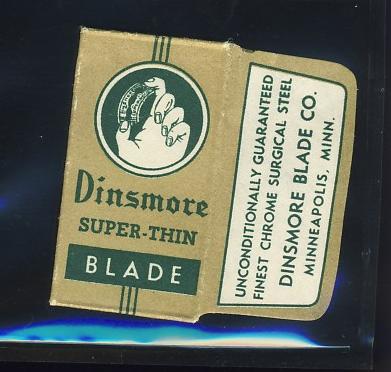 Dinsmore
SUPER-THIN
BLADE
UNCONDITIONALLY GUARANTEED
FINEST CHROME SURGICAL STEEL
DINSMORE BLADE CO.
MINNEAPOLIS, MINN.